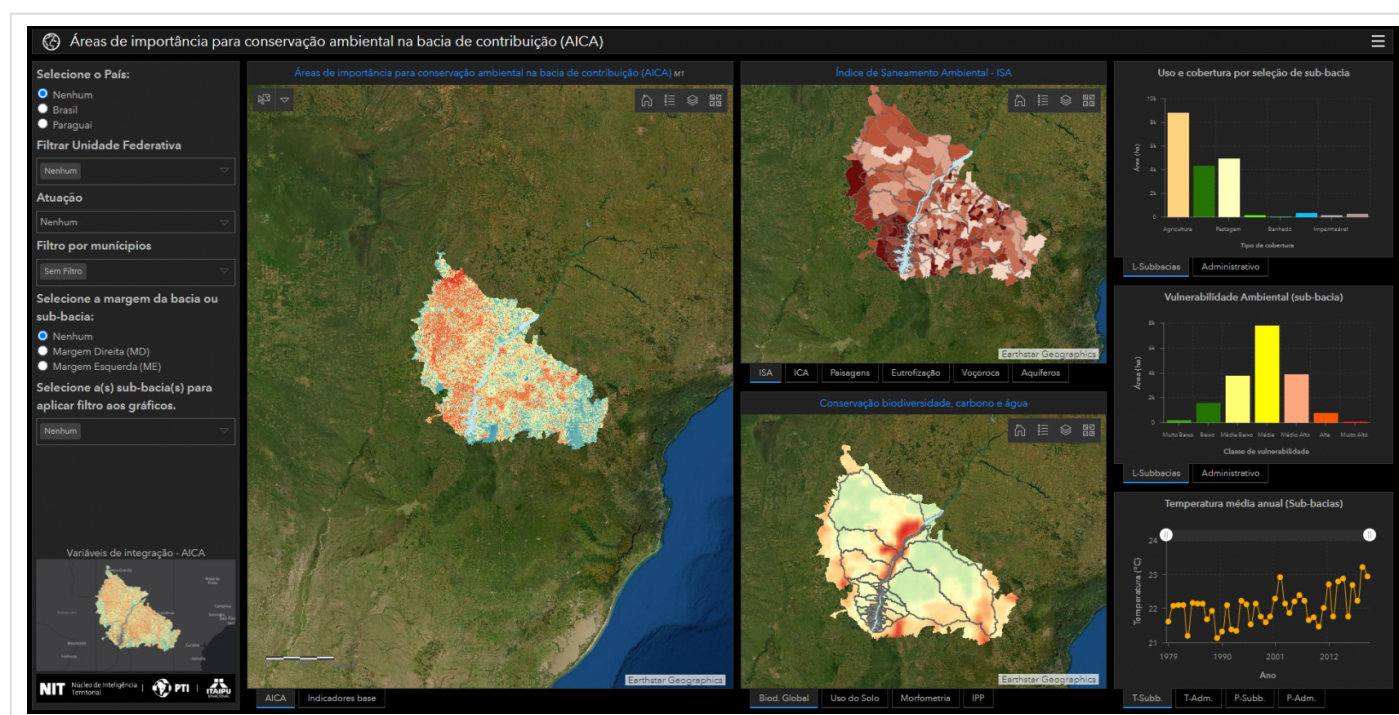 Áreas de importância para conservação ambiental na bacia de contribuição (AICA)
Selecione o País:
Nenhum
Brasil
Paraguai
Filtrar Unidade Federativa
Nenhum
Atuação
Nenhum
Filtro por munícipios
Sem Filtro
Selecione a margem da bacia ou
sub-bacia:
Nenhum
Margem Direita (MD)
Margem Esquerda (ME)
Selecione a(s) sub-bacia(s) para
aplicar filtro aos gráficos.
Nenhum
Variáveis de integração - AICA
NIT Núcleo de Inteligência
Territorial
PTI
ITAIPU
Áreas de importância para conservação ambiental na bacia de contribuição (AICA) M1
Earthstar Geographics
AICA Indicadores base
Índice de Saneamento Ambiental - ISA
Earthstar Geographics
ISA ICA Paisagens Eutrofização Voçoroca Aquíferos
Conservação biodiversidade, carbono e água
Earthstar Geographics
Biod. Global Uso do Solo Morfometria IPP
Uso e cobertura por seleção de sub-bacia
Área (ha)
10k
8k
6k
4k
2k
0
Agricultura Pastagem Banhado Impermeável
Tipo de cobertura
L-Subbacias Administrativo
Vulnerabilidade Ambiental (sub-bacia)
Área (ha)
8k
6k
4k
2k
0
Muito Baixo Baixo Média Baixo Média Médio Alto Alta Muito Alto
Classe de vulnerabilidade
L-Subbacias Administrativo
Temperatura média anual (Sub-bacias)
Temperatura (°C)
24
23
22
21
1979 1990 2001 2012
Ano
T-Subb. T-Adm. P-Subb. P-Adm.